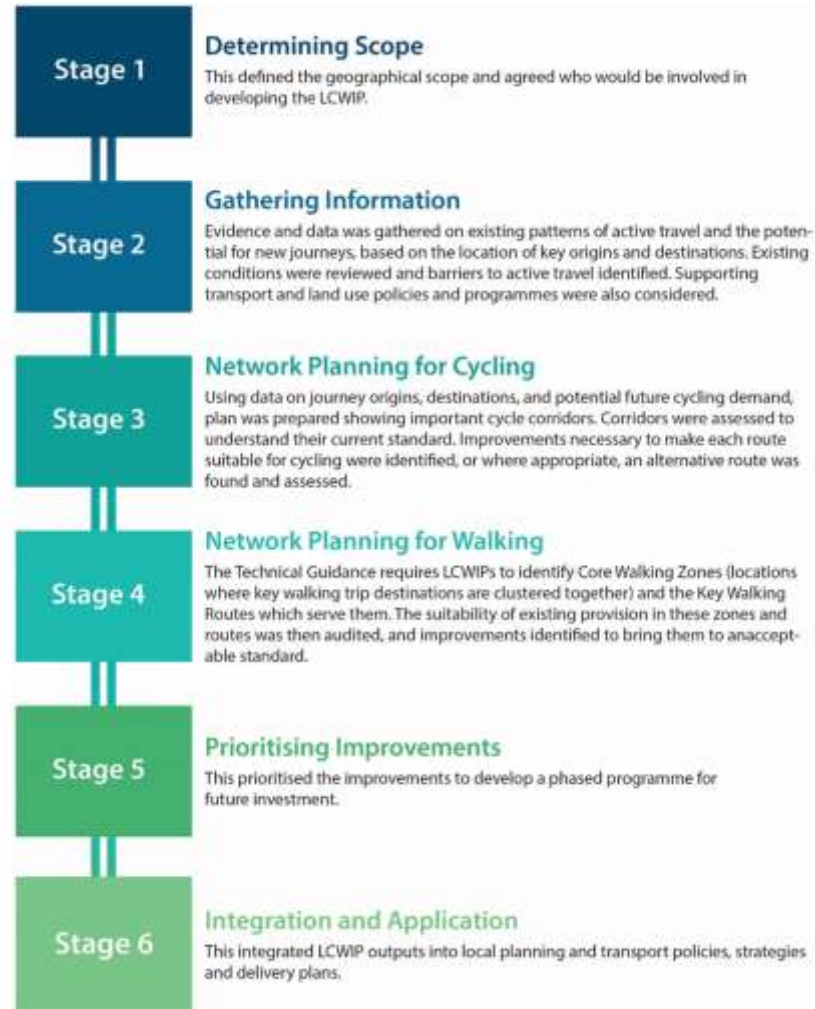 Stage 1
Determining Scope
This defined the geographical scope and agreed who would be involved in
developing the LCWIP.
Stage 2
Gathering Information
Evidence and data was gathered on existing patterns of active travel and the poten-
tial for new journeys, based on the location of key origins and destinations. Existing
conditions were reviewed and barriers to active travel identified. Supporting
transport and land use policies and programmes were also considered.
Stage 3
Network Planning for Cycling
Using data on journey origins, destinations, and potential future cycling demand,
plan was prepared showing important cycle corridors. Corridors were assessed to
understand their current standard. Improvements necessary to make each route
suitable for cycling were identified, or where appropriate, an alternative route was
found and assessed.
Stage 4
Network Planning for Walking
The Technical Guidance requires LCWIPs to identify Core Walking Zones (locations
where key walking trip destinations are clustered together) and the Key Walking
Routes which serve them. The suitability of existing provision in these zones and
routes was then audited, and improvements identified to bring them to anaccept-
able standard.
Stage 5
Prioritising Improvements
This prioritised the improvements to develop a phased programme for
future investment.
Stage 6
Integration and Application
This integrated LCWIP outputs into local planning and transport policies, strategies
and delivery plans.